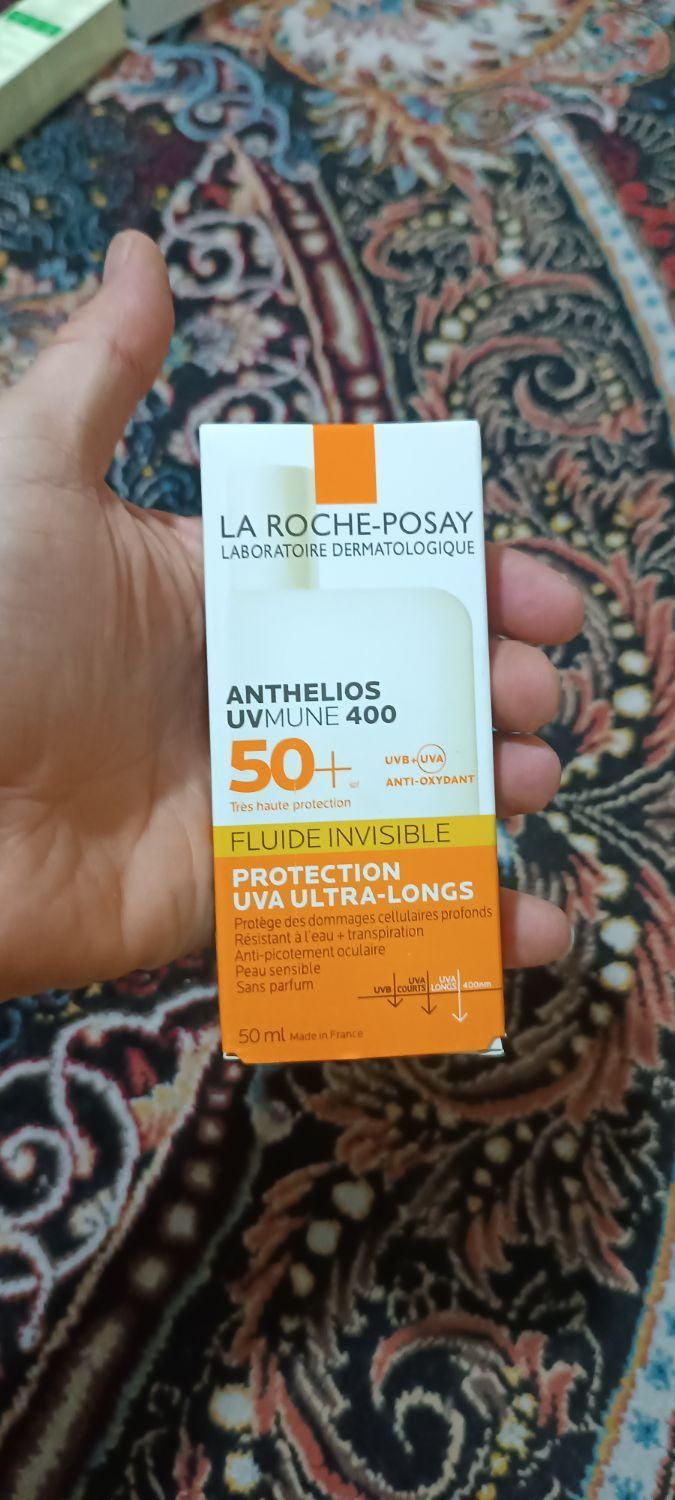 LA ROCHE-POSAY
LABORATOIRE DERMATOLOGIQUE
ANTHELIOS
UVMUNE 400
50+ SPF
UVB+UVA
ANTI-OXYDANT
Très haute protection
FLUIDE INVISIBLE
PROTECTION
UVA ULTRA-LONGS
Protège des dommages cellulaires profonds
Résistant à l'eau + transpiration
Anti-picotement oculaire
Peau sensible
Sans parfum
UVB
UVA COURTS
UVA LONGS
400nm
50 ml Made in France